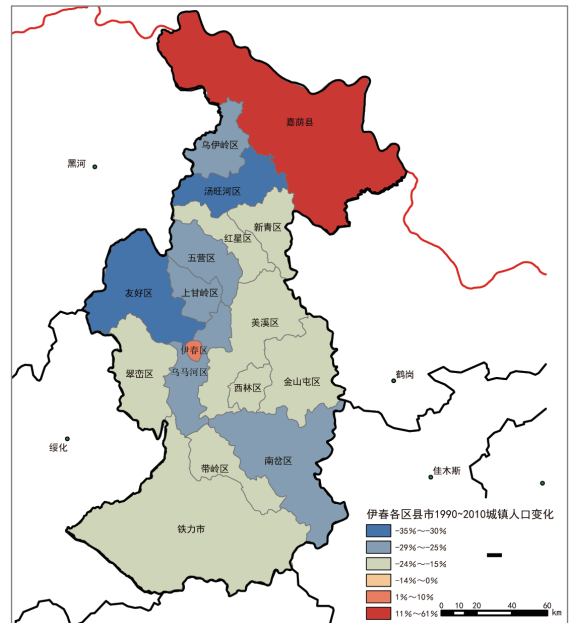 嘉荫县
乌伊岭区
黑河
汤旺河区
新青区
红星区
五营区
友好区
上甘岭区
美溪区
伊春区
乌马河区
翠峦区
鹤岗
金山屯区
西林区
绥化
带岭区
南岔区
佳木斯
铁力市
伊春各区县市1990~2010城镇人口变化
-35%~-30%
-29%~-25%
-24%~-15%
-14%~0%
1%~10%
11%~61%
0 10 20 40 60 km